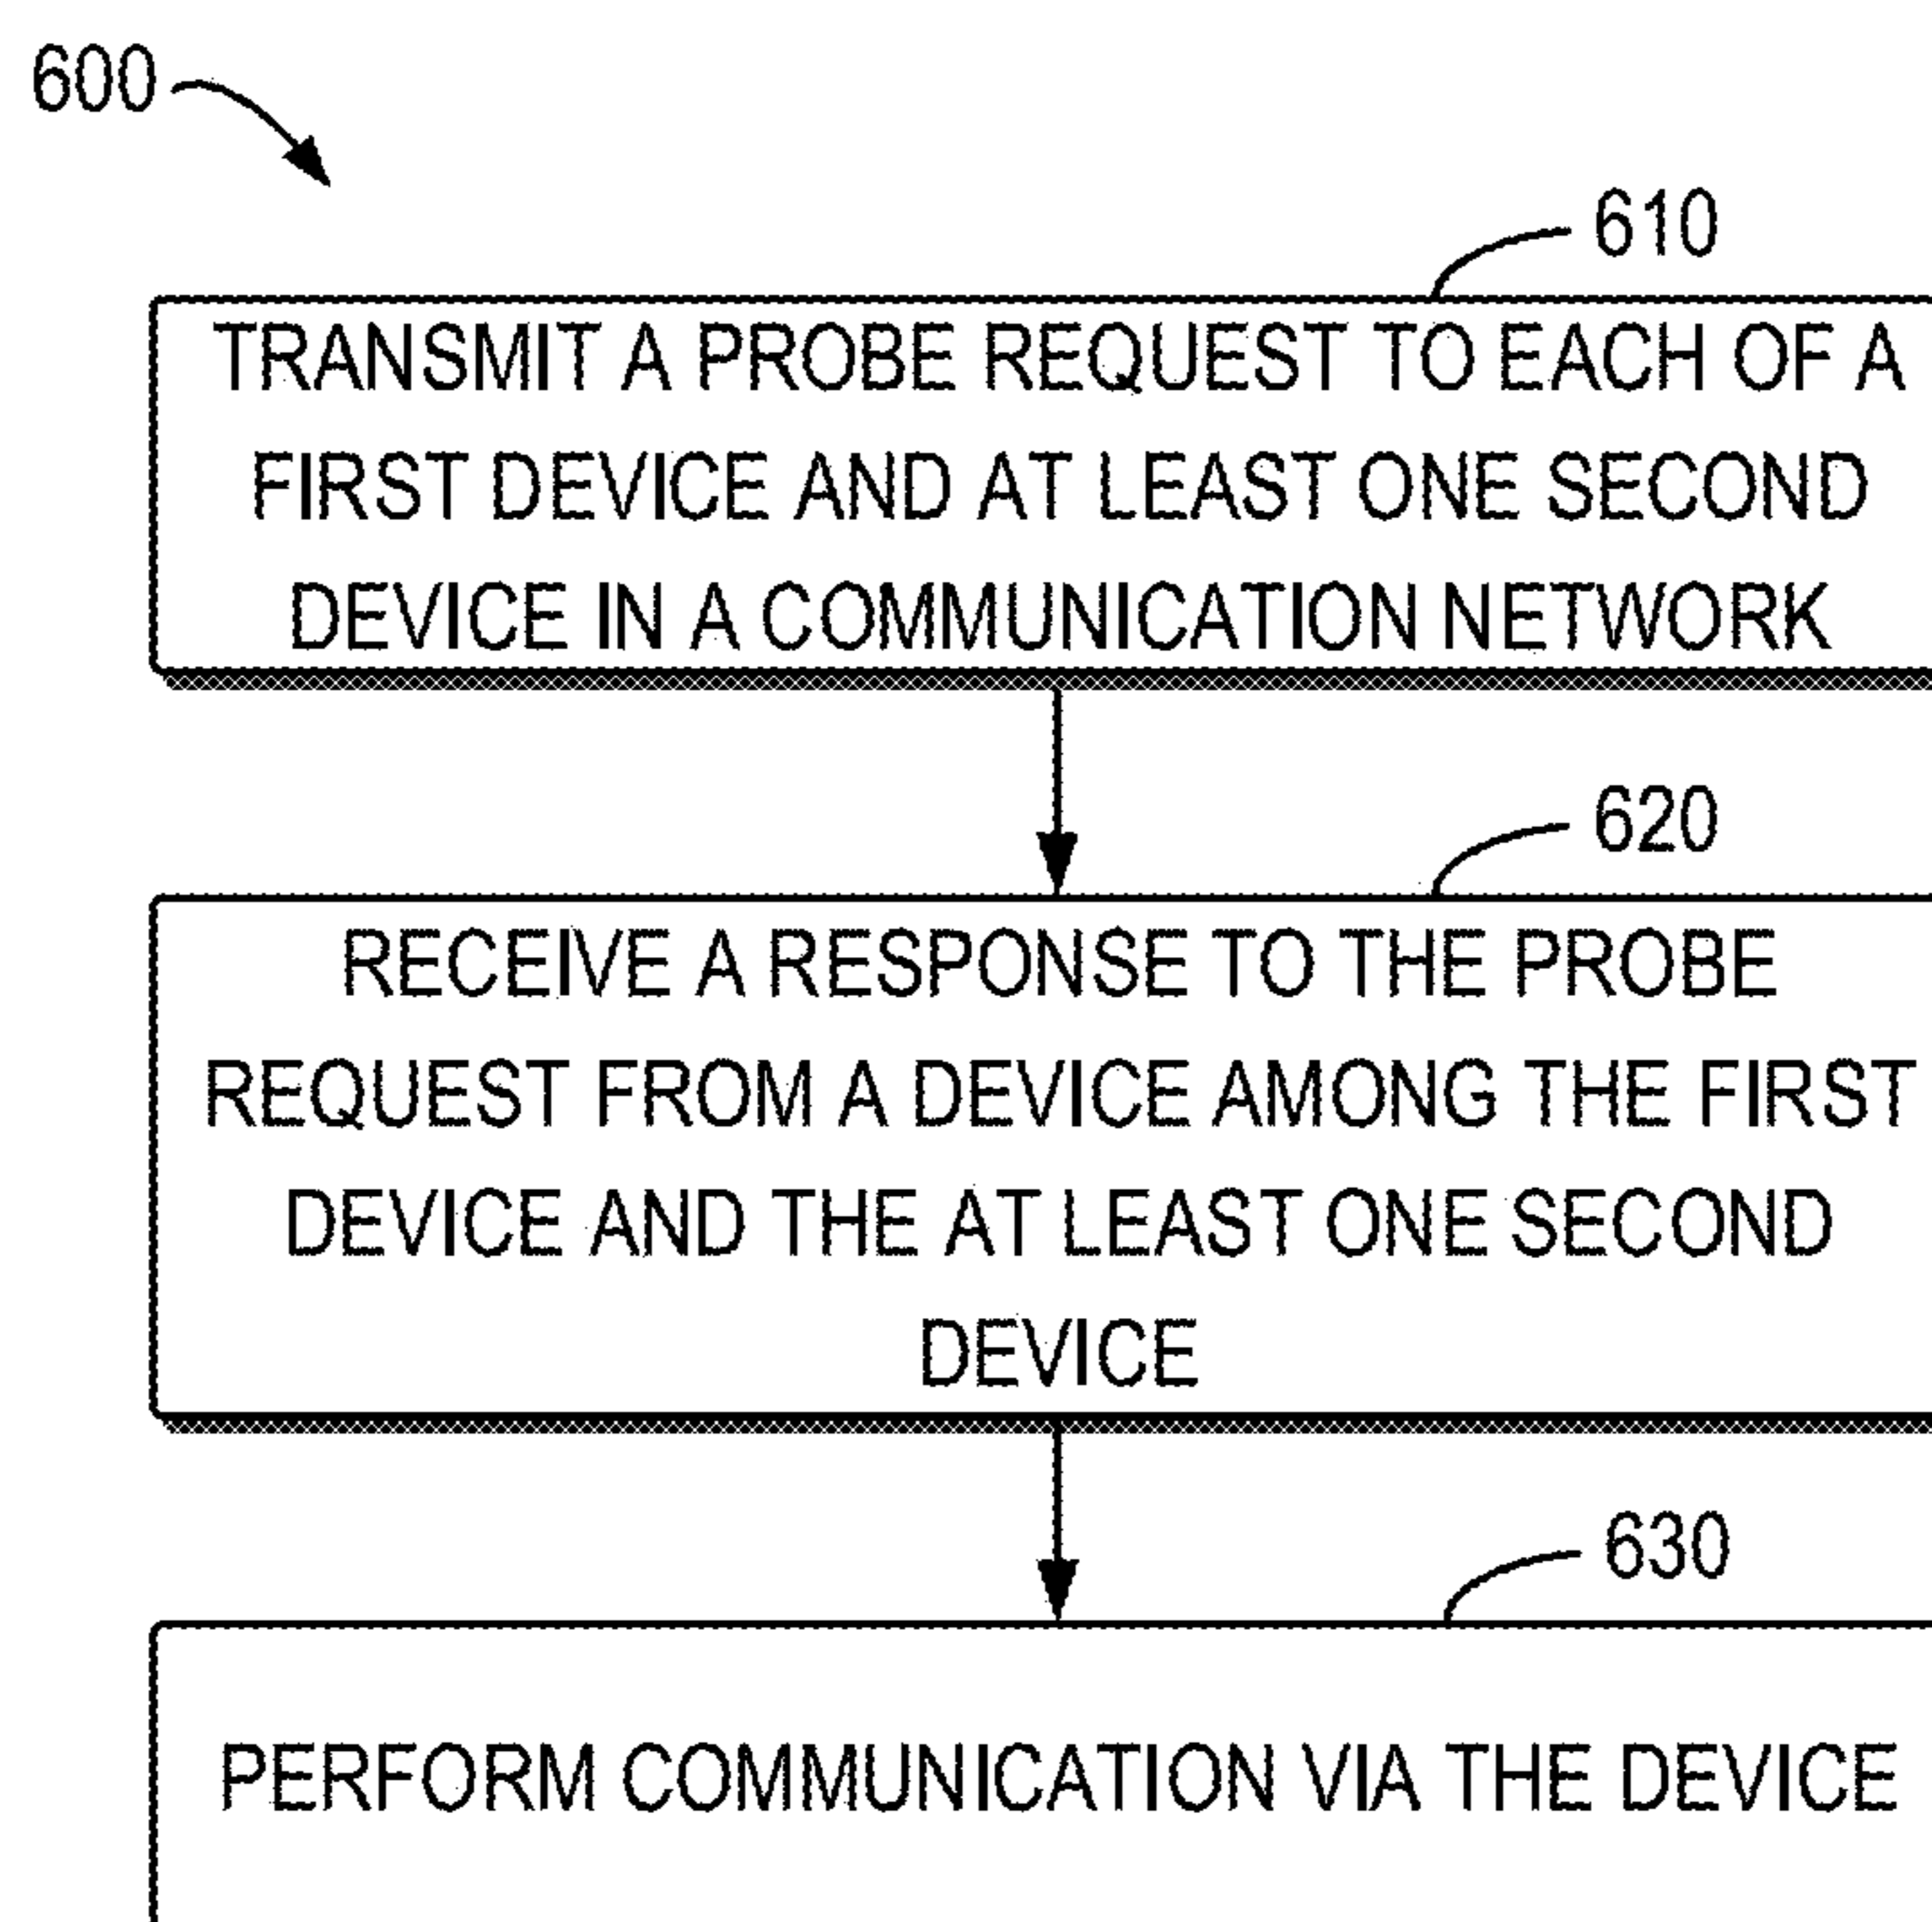 600
610
TRANSMIT A PROBE REQUEST TO EACH OF A
FIRST DEVICE AND AT LEAST ONE SECOND
DEVICE IN A COMMUNICATION NETWORK
620
RECEIVE A RESPONSE TO THE PROBE
REQUEST FROM A DEVICE AMONG THE FIRST
DEVICE AND THE AT LEAST ONE SECOND
DEVICE
630
PERFORM COMMUNICATION VIA THE DEVICE